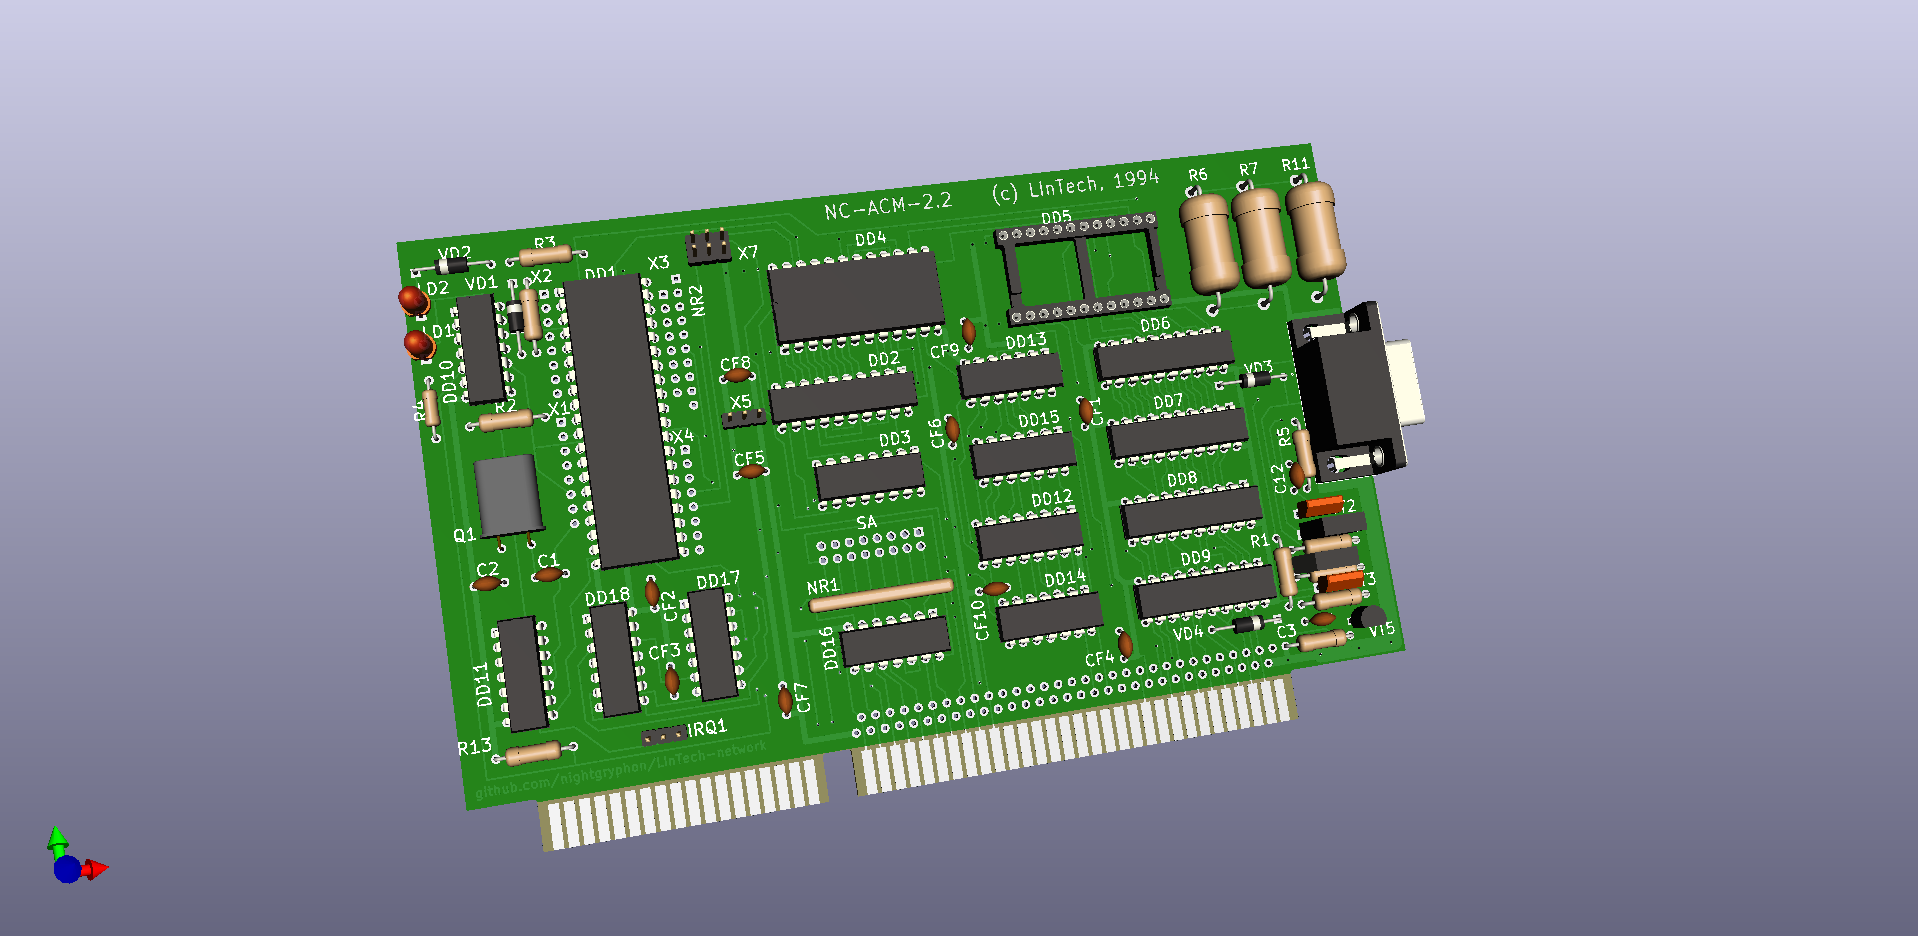 NC-ACM-2.2
(c) LInTech, 1994
R6
R7
R11
DD5
DD4
X7
X3
NR2
R3
VD2
VD1
X2
DD1
LD2
LD1
DD10
R4
R2
X1
X4
X5
CF8
CF5
DD2
DD3
CF9
DD13
DD6
VD3
CF1
DD7
DD15
CF6
R5
C12
DD8
DD12
SA
Q1
C2
C1
NR1
DD17
DD18
CF2
CF3
DD16
CF10
DD14
DD9
R1
VD4
C3
VT5
CF4
CF7
DD11
IRQ1
R13
github.com/nightgryphon/LinTech-network